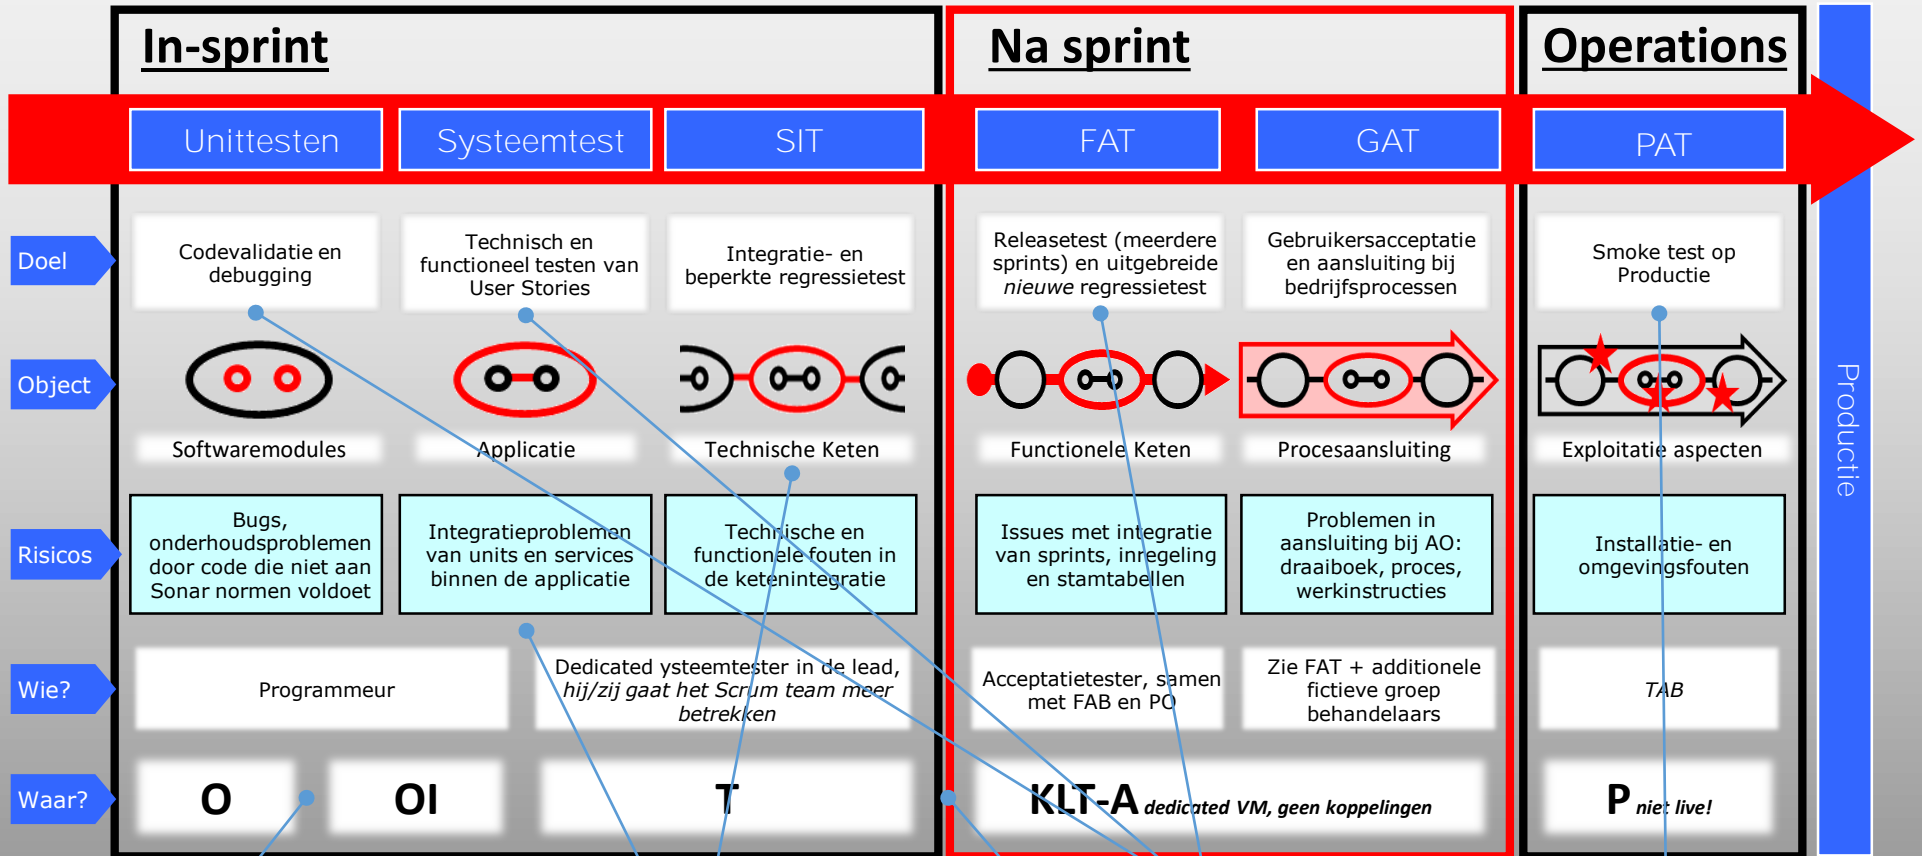 In-sprint
Na sprint
Operations
Unittesten
Systeemtest
SIT
FAT
GAT
PAT
Productie
Doel
Codevalidatie en
debugging
Technisch en
functioneel testen van
User Stories
Integratie- en
beperkte regressietest
Releasetest (meerdere
sprints) en uitgebreide
nieuwe regressietest
Gebruikersacceptatie
en aansluiting bij
bedrijfsprocessen
Smoke test op
Productie
Object
Softwaremodules
Applicatie
Technische Keten
Functionele Keten
Procesaansluiting
Exploitatie aspecten
Risicos
Bugs,
onderhoudsproblemen
door code die niet aan
Sonar normen voldoet
Integratieproblemen
van units en services
binnen de applicatie
Technische en
functionele fouten in
de ketenintegratie
Issues met integratie
van sprints, inregeling
en stamtabellen
Problemen in
aansluiting bij AO:
draaiboek, proces,
werkinstructies
Installatie- en
omgevingsfouten
Wie?
Programmeur
Dedicated ysteemtester in de lead,
hij/zij gaat het Scrum team meer
betrekken
Acceptatietester, samen
met FAB en PO
Zie FAT + additionele
fictieve groep
behandelaars
TAB
Waar?
O
OI
T
KLT-A dedicated VM, geen koppelingen
P niet live!